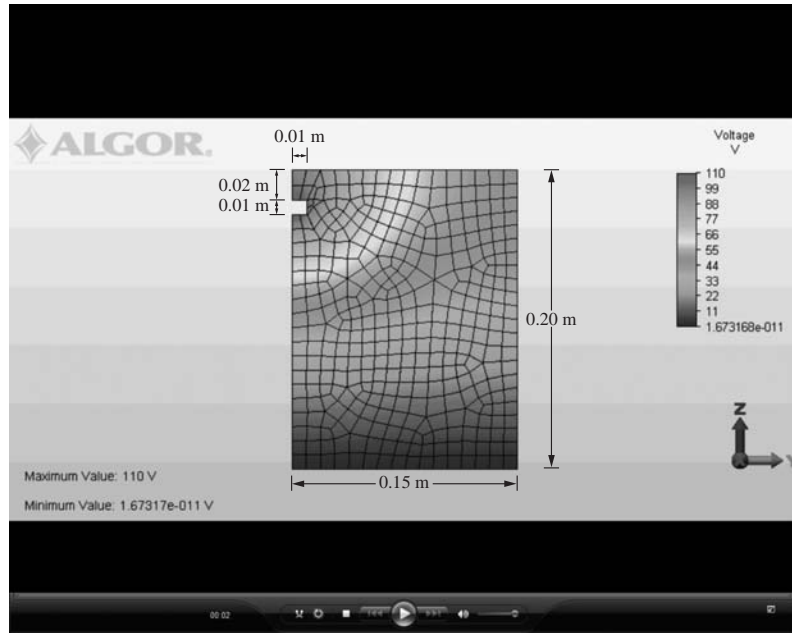 ALGOR.
0.01 m
0.02 m
0.01 m
0.20 m
0.15 m
Voltage
V
110
99
88
77
66
55
44
33
22
11
1.673168e-011
Z
Y
Maximum Value: 110 V
Minimum Value: 1.67317e-011 V
00:02